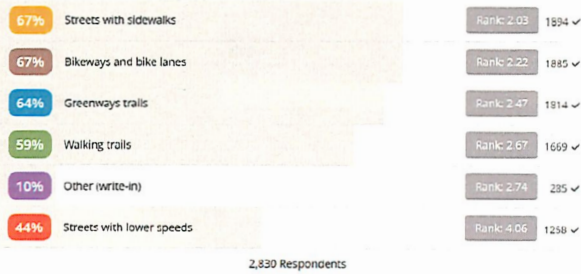 67% Streets with sidewalks Rank: 2.03 1894 ✓
67% Bikeways and bike lanes Rank: 2.22 1885 ✓
64% Greenways trails Rank: 2.47 1814 ✓
59% Walking trails Rank: 2.67 1669 ✓
10% Other (write-in) Rank: 2.74 285 ✓
44% Streets with lower speeds Rank: 4.06 1258 ✓
2,830 Respondents